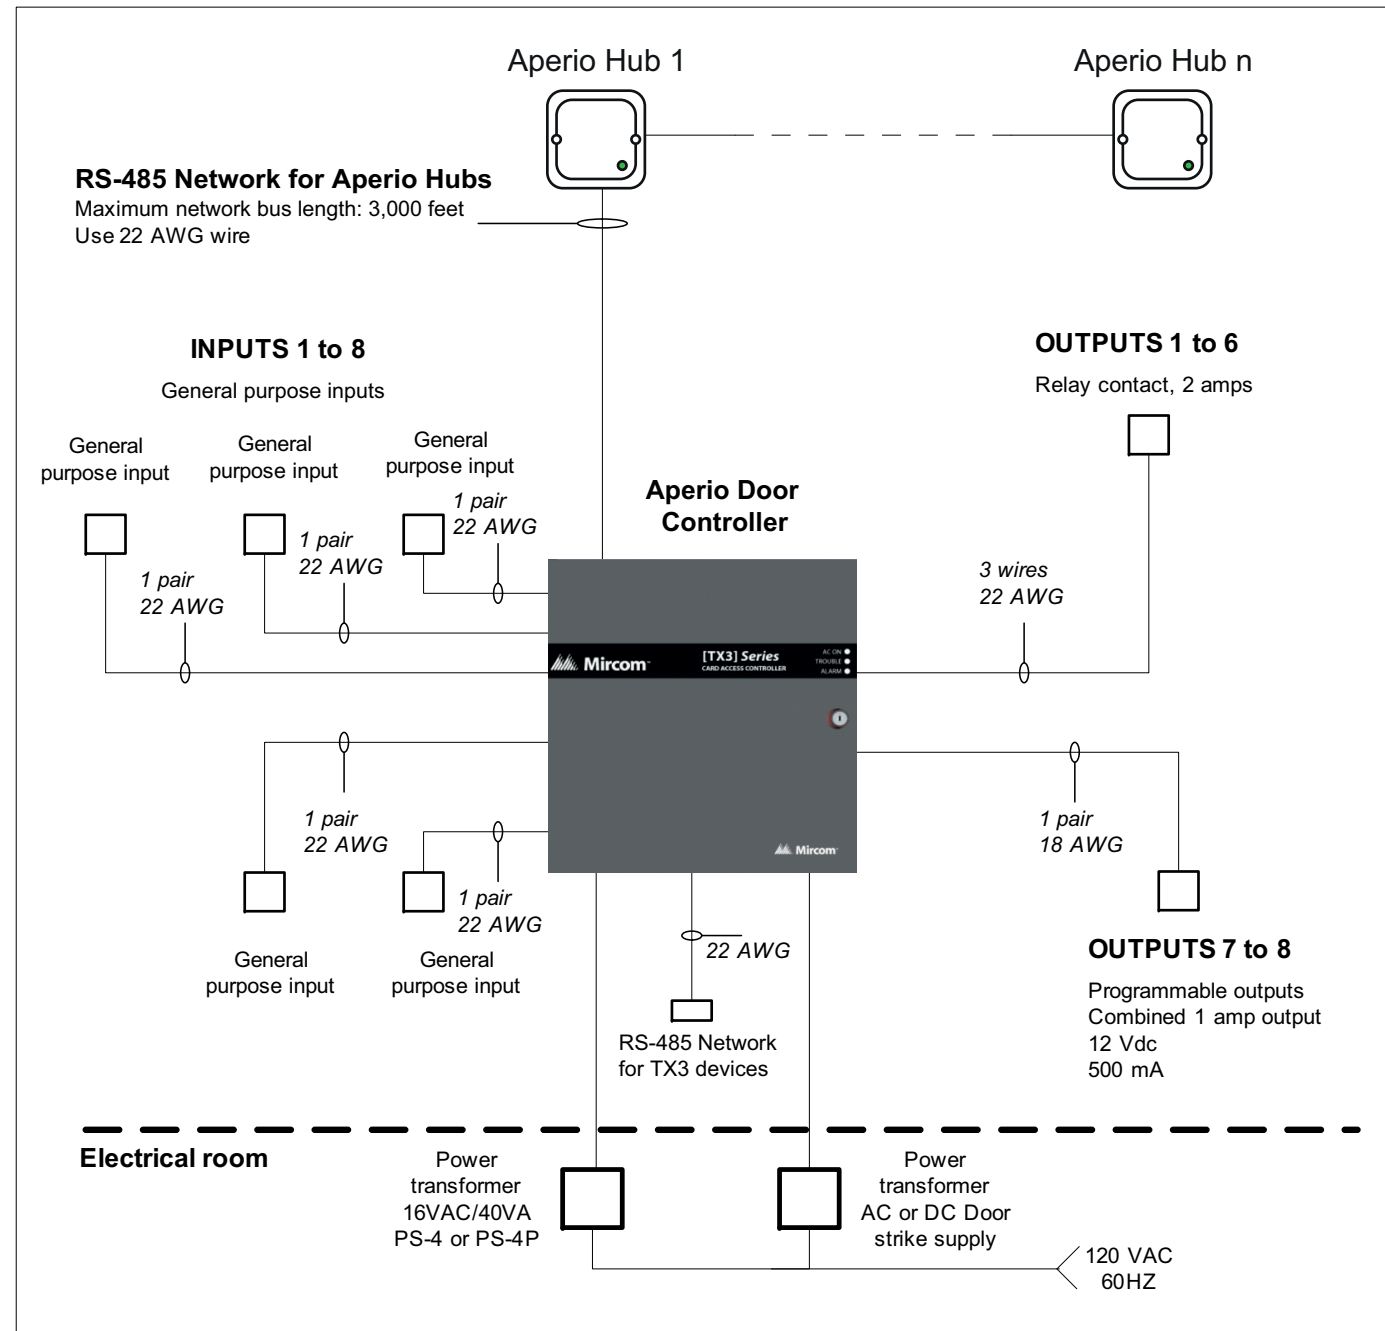 Aperio Hub 1
Aperio Hub n
RS-485 Network for Aperio Hubs
Maximum network bus length: 3,000 feet
Use 22 AWG wire
INPUTS 1 to 8
General purpose inputs
General
purpose input
General
purpose input
General
purpose input
1 pair
22 AWG
1 pair
22 AWG
1 pair
22 AWG
OUTPUTS 1 to 6
Relay contact, 2 amps
Aperio Door
Controller
3 wires
22 AWG
Mircom™
[TX3] Series
CARD ACCESS CONTROLLER
AC ON
TROUBLE
ALARM
1 pair
22 AWG
1 pair
22 AWG
Mircom
1 pair
18 AWG
General
purpose input
General
purpose input
22 AWG
RS-485 Network
for TX3 devices
OUTPUTS 7 to 8
Programmable outputs
Combined 1 amp output
12 Vdc
500 mA
Electrical room
Power
transformer
16VAC/40VA
PS-4 or PS-4P
Power
transformer
AC or DC Door
strike supply
120 VAC
60HZ